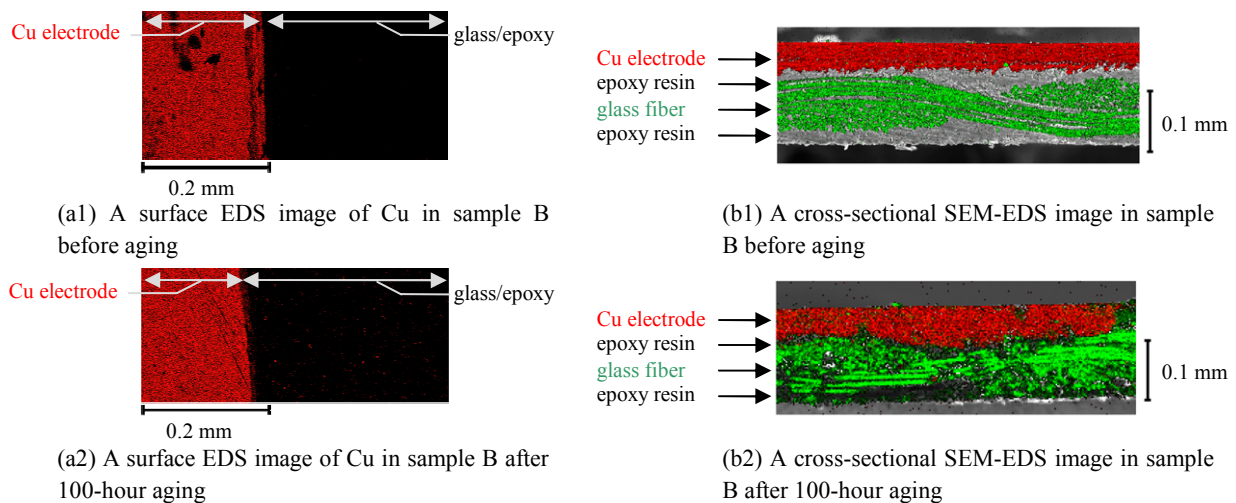 Cu electrode
glass/epoxy
0.2 mm
(a1) A surface EDS image of Cu in sample B
before aging
Cu electrode
epoxy resin
glass fiber
epoxy resin
0.1 mm
(b1) A cross-sectional SEM-EDS image in sample
B before aging
Cu electrode
glass/epoxy
0.2 mm
(a2) A surface EDS image of Cu in sample B after
100-hour aging
Cu electrode
epoxy resin
glass fiber
epoxy resin
0.1 mm
(b2) A cross-sectional SEM-EDS image in sample
B after 100-hour aging